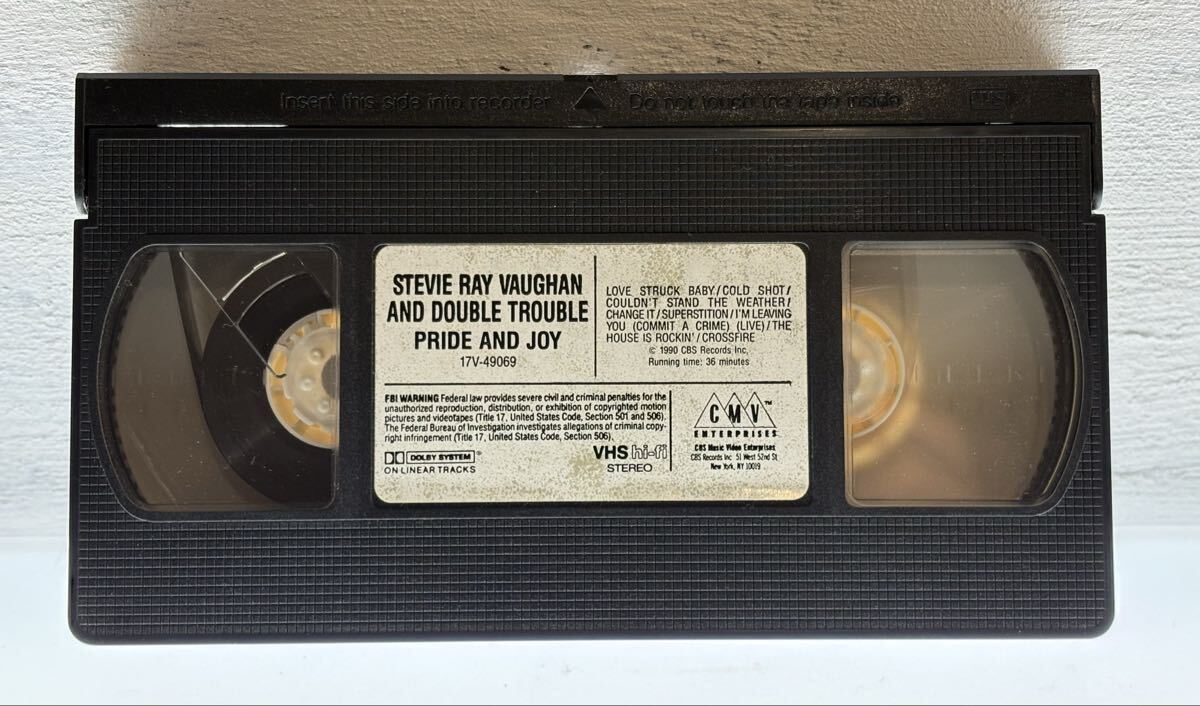 Insert this side into recorder Do not touch the tape inside VHS
STEVIE RAY VAUGHAN
AND DOUBLE TROUBLE
PRIDE AND JOY
17V-49069
LOVE STRUCK BABY/COLD SHOT/
COULDN'T STAND THE WEATHER/
CHANGE IT/SUPERSTITION/I'M LEAVING
YOU (COMMIT A CRIME) (LIVE)/THE
HOUSE IS ROCKIN'/CROSSFIRE
© 1990 CBS Records Inc.
Running time: 36 minutes
FBI WARNING Federal law provides severe civil and criminal penalties for the
unauthorized reproduction, distribution, or exhibition of copyrighted motion
pictures and videotapes (Title 17, United States Code, Section 501 and 506).
The Federal Bureau of Investigation investigates allegations of criminal copy-
right infringement (Title 17, United States Code, Section 506).
DOLBY SYSTEM®
ON LINEAR TRACKS
VHS hi-fi
STEREO
CMV™
ENTERPRISES
CBS Music Video Enterprises
CBS Records Inc. 51 West 52nd St.
New York, NY 10019